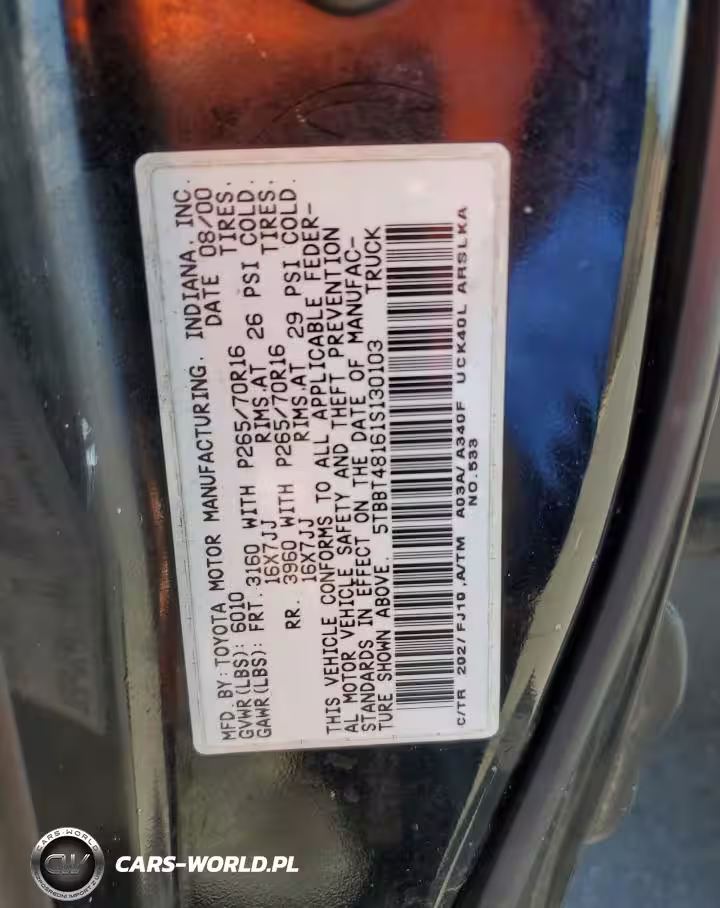 MFD. BY: TOYOTA MOTOR MANUFACTURING. INDIANA, INC.
GVWR(LBS): 6010 DATE 08/00
GAWR(LBS): FRT. 3160 WITH P265/70R16 TIRES,
16X7JJ RIMS,AT 26 PSI COLD.
RR. 3960 WITH P265/70R16 TIRES,
16X7JJ RIMS,AT 29 PSI COLD.
THIS VEHICLE CONFORMS TO ALL APPLICABLE FEDER-
AL MOTOR VEHICLE SAFETY AND THEFT PREVENTION
STANDARDS IN EFFECT ON THE DATE OF MANUFAC-
TURE SHOWN ABOVE. 5TBBT48161S130103 TRUCK
C/TR 202/FJ10 ,A/TM A03A/A340F UCK40L ARSLKA
NO.533
CARS-WORLD
CW
CARS-WORLD.PL